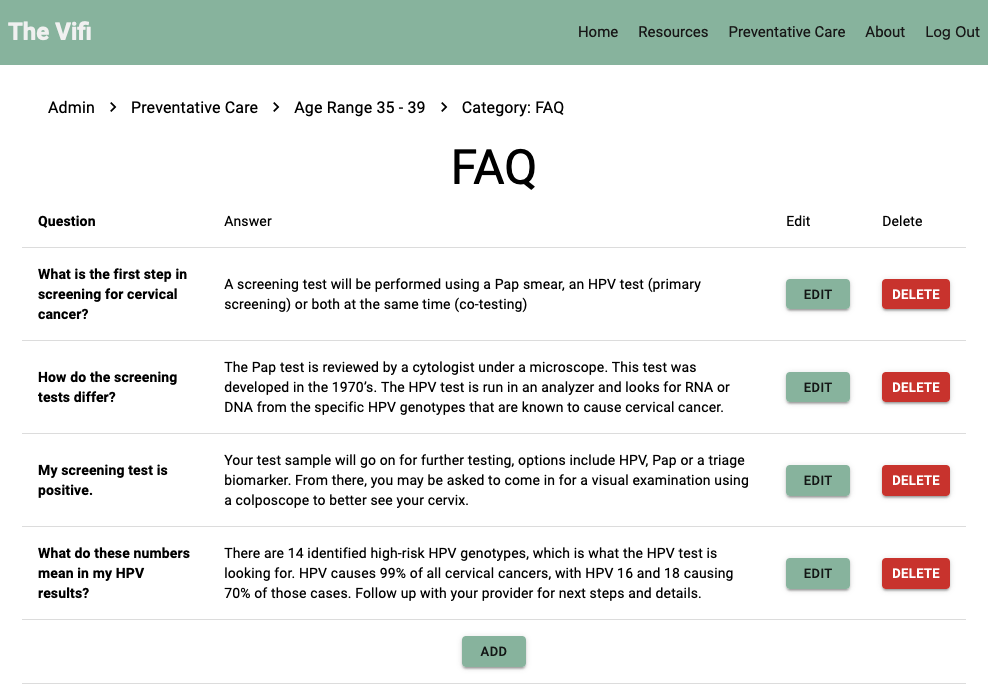 The Vifi
Home Resources Preventative Care About Log Out
Admin > Preventative Care > Age Range 35 - 39 > Category: FAQ
FAQ
Question Answer Edit Delete
What is the first step in
screening for cervical
cancer?
A screening test will be performed using a Pap smear, an HPV test (primary
screening) or both at the same time (co-testing)
EDIT DELETE
How do the screening
tests differ?
The Pap test is reviewed by a cytologist under a microscope. This test was
developed in the 1970’s. The HPV test is run in an analyzer and looks for RNA or
DNA from the specific HPV genotypes that are known to cause cervical cancer.
EDIT DELETE
My screening test is
positive.
Your test sample will go on for further testing, options include HPV, Pap or a triage
biomarker. From there, you may be asked to come in for a visual examination using
a colposcope to better see your cervix.
EDIT DELETE
What do these numbers
mean in my HPV
results?
There are 14 identified high-risk HPV genotypes, which is what the HPV test is
looking for. HPV causes 99% of all cervical cancers, with HPV 16 and 18 causing
70% of those cases. Follow up with your provider for next steps and details.
EDIT DELETE
ADD